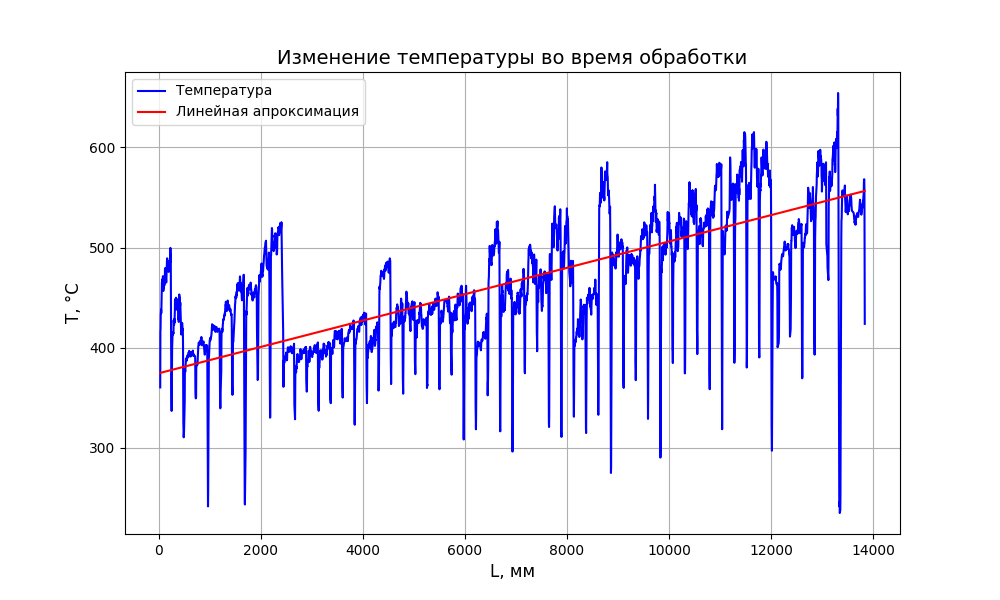 Изменение температуры во время обработки
Температура
Линейная апроксимация
600
500
400
300
T, °C
0 2000 4000 6000 8000 10000 12000 14000
L, мм